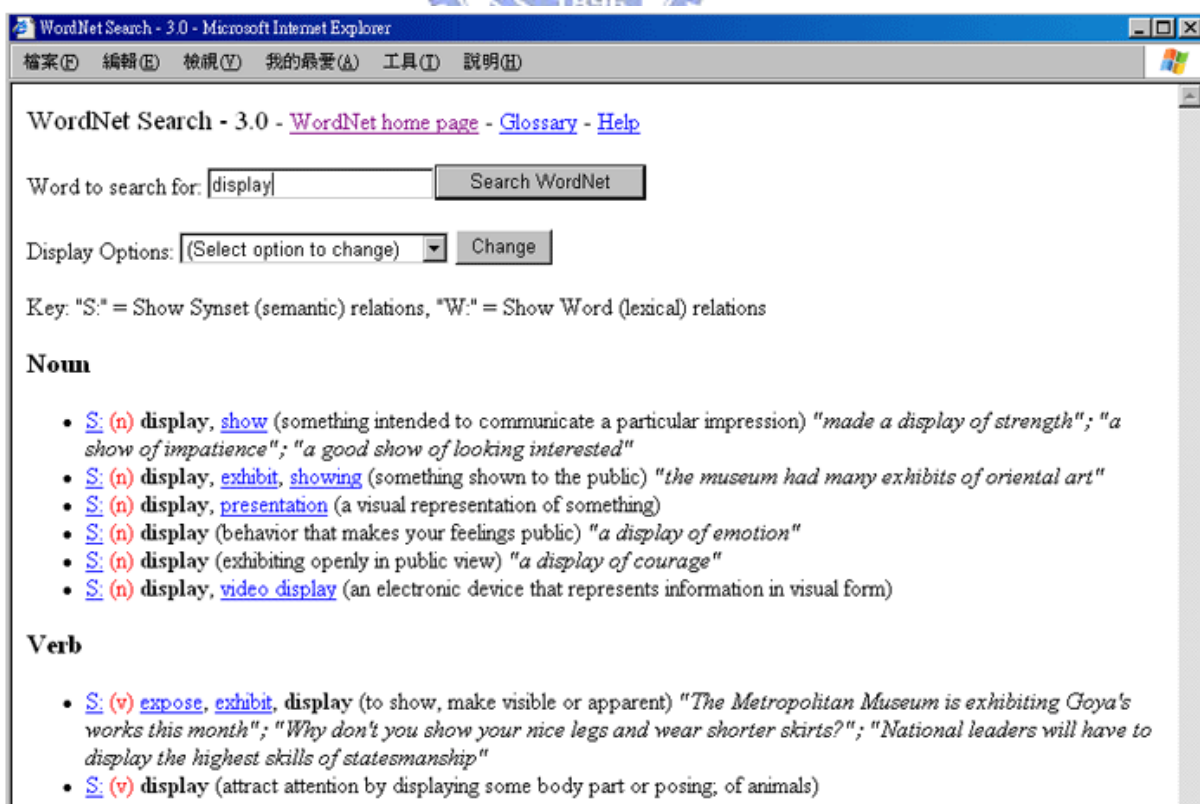 WordNet Search - 3.0 - Microsoft Internet Explorer
檔案(F) 編輯(E) 檢視(V) 我的最愛(A) 工具(T) 說明(H)
WordNet Search - 3.0 - WordNet home page - Glossary - Help
Word to search for: display Search WordNet
Display Options: (Select option to change) Change
Key: "S:" = Show Synset (semantic) relations, "W:" = Show Word (lexical) relations
Noun
• S: (n) display, show (something intended to communicate a particular impression) "made a display of strength"; "a
show of impatience"; "a good show of looking interested"
• S: (n) display, exhibit, showing (something shown to the public) "the museum had many exhibits of oriental art"
• S: (n) display, presentation (a visual representation of something)
• S: (n) display (behavior that makes your feelings public) "a display of emotion"
• S: (n) display (exhibiting openly in public view) "a display of courage"
• S: (n) display, video display (an electronic device that represents information in visual form)
Verb
• S: (v) expose, exhibit, display (to show, make visible or apparent) "The Metropolitan Museum is exhibiting Goya's
works this month"; "Why don't you show your nice legs and wear shorter skirts?"; "National leaders will have to
display the highest skills of statesmanship"
• S: (v) display (attract attention by displaying some body part or posing; of animals)